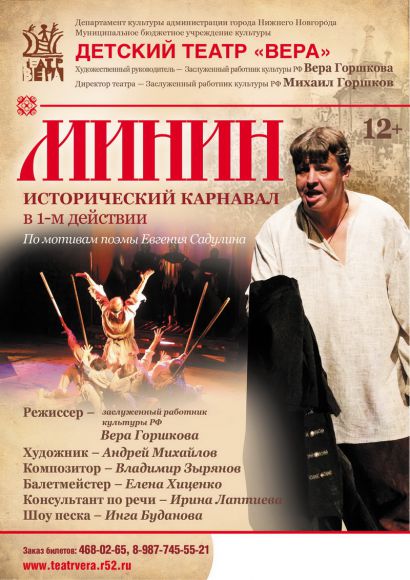 Департамент культуры администрации города Нижнего Новгорода
Муниципальное бюджетное учреждение культуры
ДЕТСКИЙ ТЕАТР «ВЕРА»
Художественный руководитель – Заслуженный работник культуры РФ Вера Горшкова
Директор театра – Заслуженный работник культуры РФ Михаил Горшков
ТЕАТР
ВЕРА
МИНИН
12+
ИСТОРИЧЕСКИЙ КАРНАВАЛ
в 1-м действии
По мотивам поэмы Евгения Садулина
Режиссер – заслуженный работник
культуры РФ
Вера Горшкова
Художник – Андрей Михайлов
Композитор – Владимир Зырянов
Балетмейстер – Елена Хиценко
Консультант по речи – Ирина Лаптиева
Шоу песка – Инга Буданова
Заказ билетов: 468-02-65, 8-987-745-55-21
www.teatrvera.r52.ru